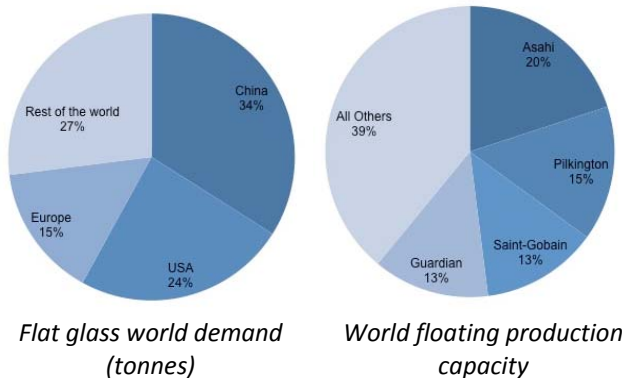 China
34%
Rest of the world
27%
Europe
15%
USA
24%
Flat glass world demand
(tonnes)
Asahi
20%
All Others
39%
Pilkington
15%
Saint-Gobain
13%
Guardian
13%
World floating production
capacity